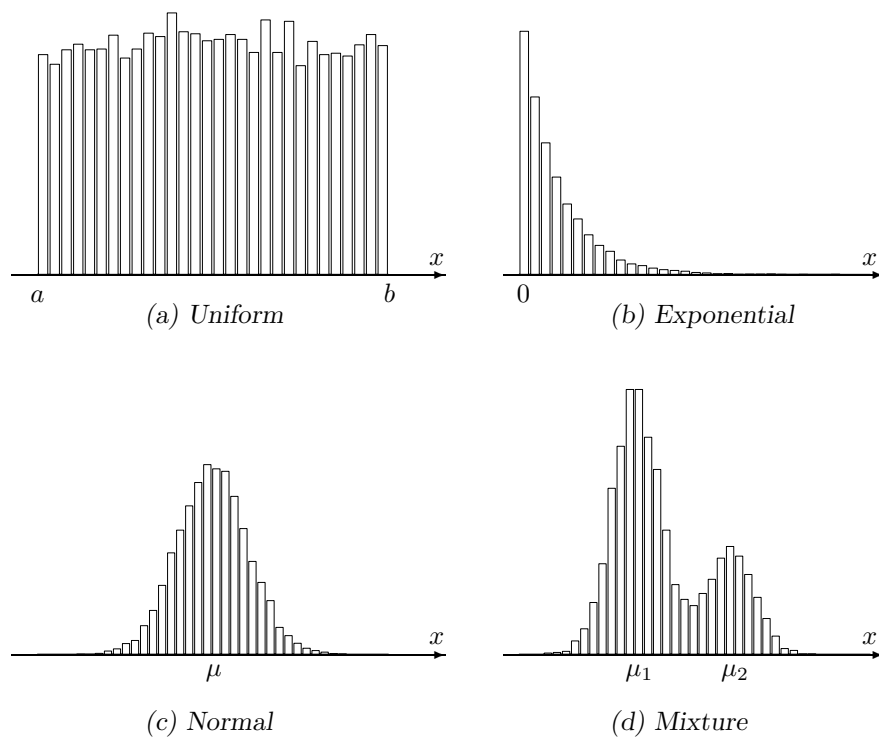 x
a b
(a) Uniform
x
0
(b) Exponential
x
μ
(c) Normal
x
μ₁ μ₂
(d) Mixture